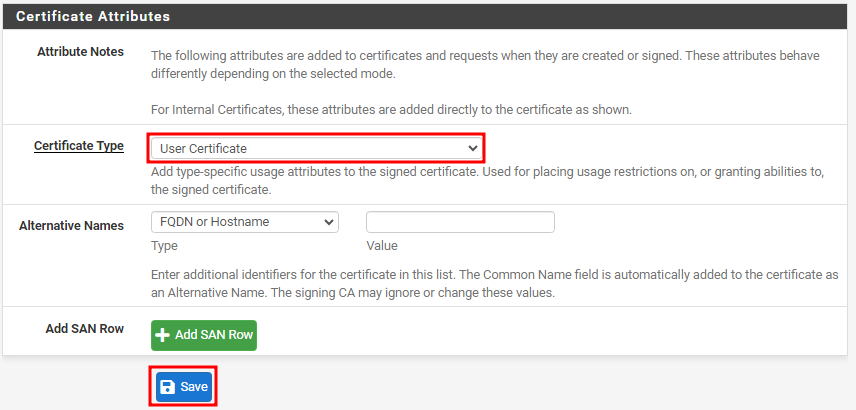 Certificate Attributes
Attribute Notes
The following attributes are added to certificates and requests when they are created or signed. These attributes behave
differently depending on the selected mode.
For Internal Certificates, these attributes are added directly to the certificate as shown.
Certificate Type
User Certificate
Add type-specific usage attributes to the signed certificate. Used for placing usage restrictions on, or granting abilities to,
the signed certificate.
Alternative Names
FQDN or Hostname
Type Value
Enter additional identifiers for the certificate in this list. The Common Name field is automatically added to the certificate as
an Alternative Name. The signing CA may ignore or change these values.
Add SAN Row
Add SAN Row
Save